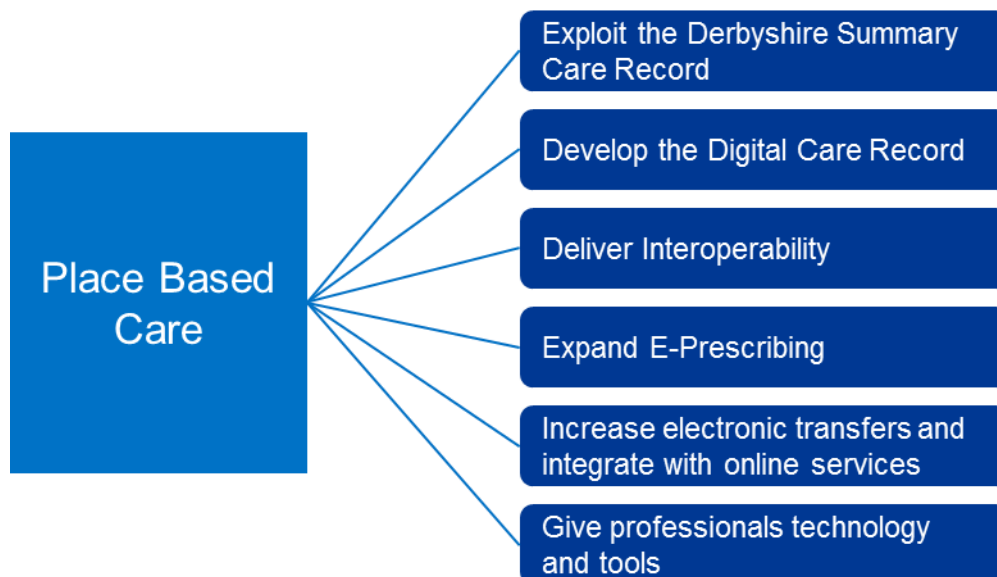 Place Based
Care
Exploit the Derbyshire Summary
Care Record
Develop the Digital Care Record
Deliver Interoperability
Expand E-Prescribing
Increase electronic transfers and
integrate with online services
Give professionals technology
and tools